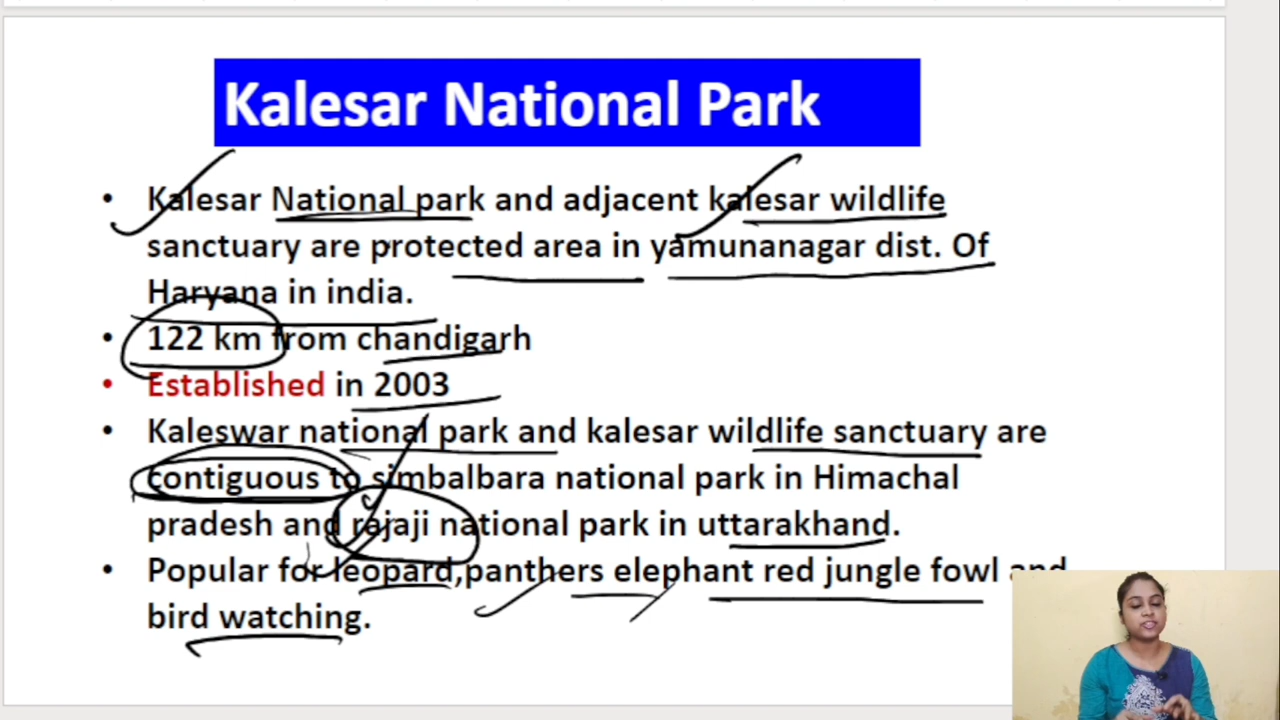 Kalesar National Park
• Kalesar National park and adjacent kalesar wildlife
sanctuary are protected area in yamunanagar dist. Of
Haryana in india.
• 122 km from chandigarh
• Established in 2003
• Kaleswar national park and kalesar wildlife sanctuary are
contiguous to simbalbara national park in Himachal
pradesh and rajaji national park in uttarakhand.
• Popular for leopard,panthers elephant red jungle fowl and
bird watching.